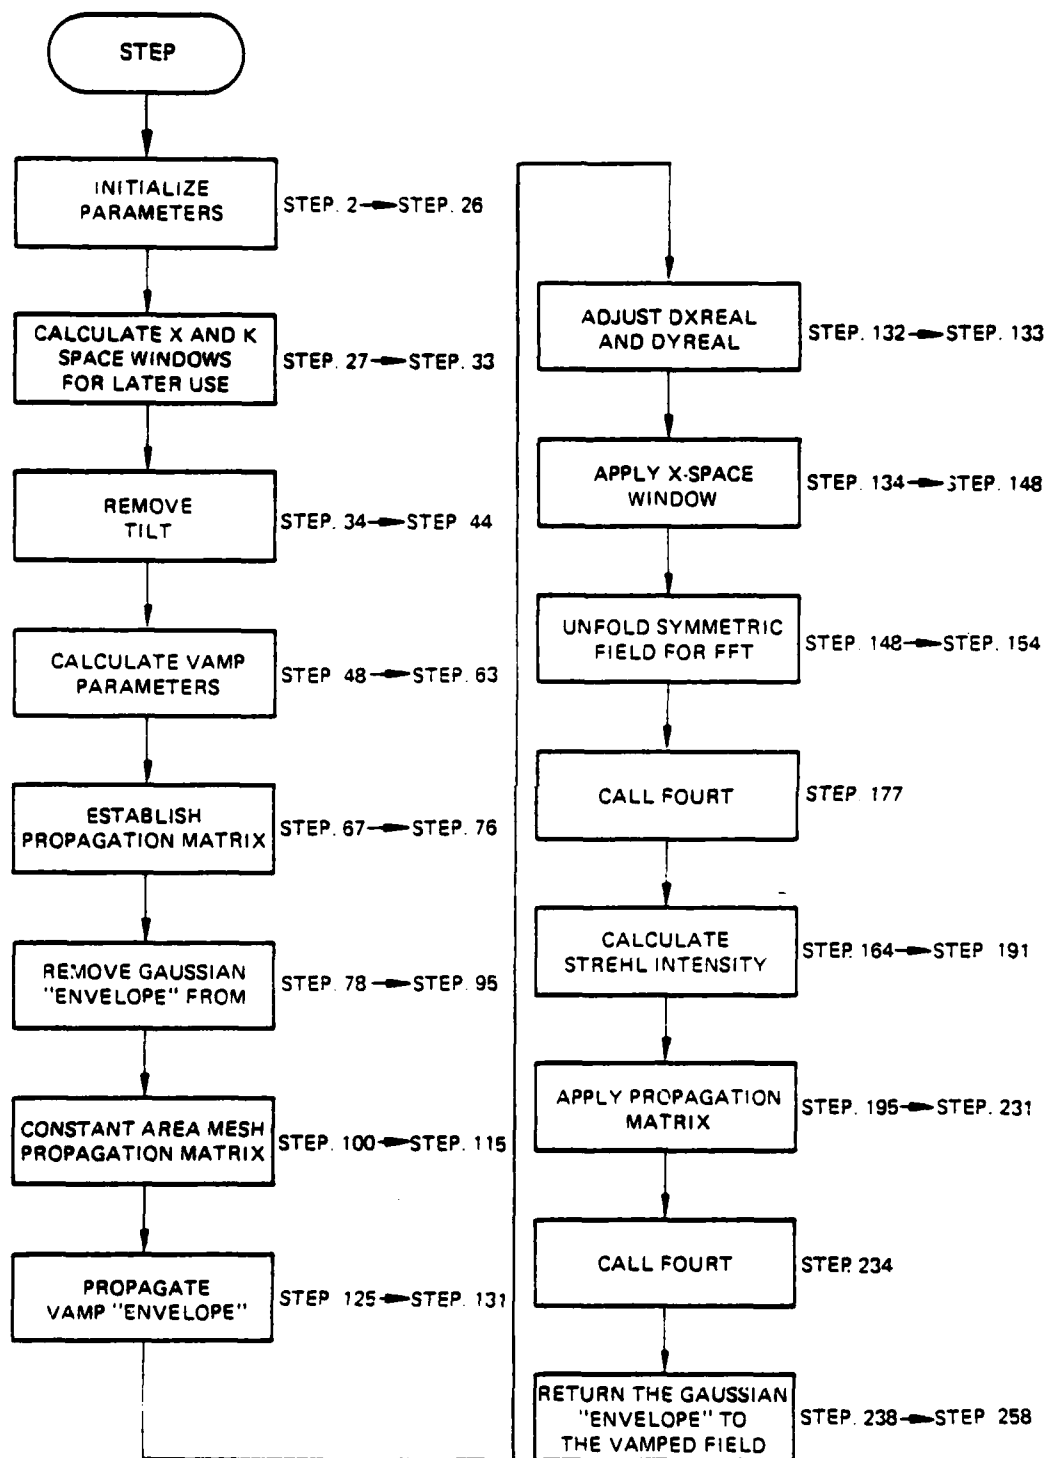 STEP
INITIALIZE
PARAMETERS
STEP. 2 STEP. 26
CALCULATE X AND K
SPACE WINDOWS
FOR LATER USE
STEP. 27 STEP. 33
REMOVE
TILT
STEP. 34 STEP 44
CALCULATE VAMP
PARAMETERS
STEP 48 STEP. 63
ESTABLISH
PROPAGATION MATRIX
STEP. 67 STEP. 76
REMOVE GAUSSIAN
"ENVELOPE" FROM
STEP. 78 STEP. 95
CONSTANT AREA MESH
PROPAGATION MATRIX
STEP. 100 STEP. 115
PROPAGATE
VAMP "ENVELOPE"
STEP 125 STEP. 131
ADJUST DXREAL
AND DYREAL
STEP. 132 STEP. 133
APPLY X-SPACE
WINDOW
STEP. 134 STEP. 148
UNFOLD SYMMETRIC
FIELD FOR FFT
STEP. 148 STEP. 154
CALL FOURT
STEP. 177
CALCULATE
STREHL INTENSITY
STEP. 164 STEP 191
APPLY PROPAGATION
MATRIX
STEP. 195 STEP. 231
CALL FOURT
STEP. 234
RETURN THE GAUSSIAN
"ENVELOPE" TO
THE VAMPED FIELD
STEP. 238 STEP 258